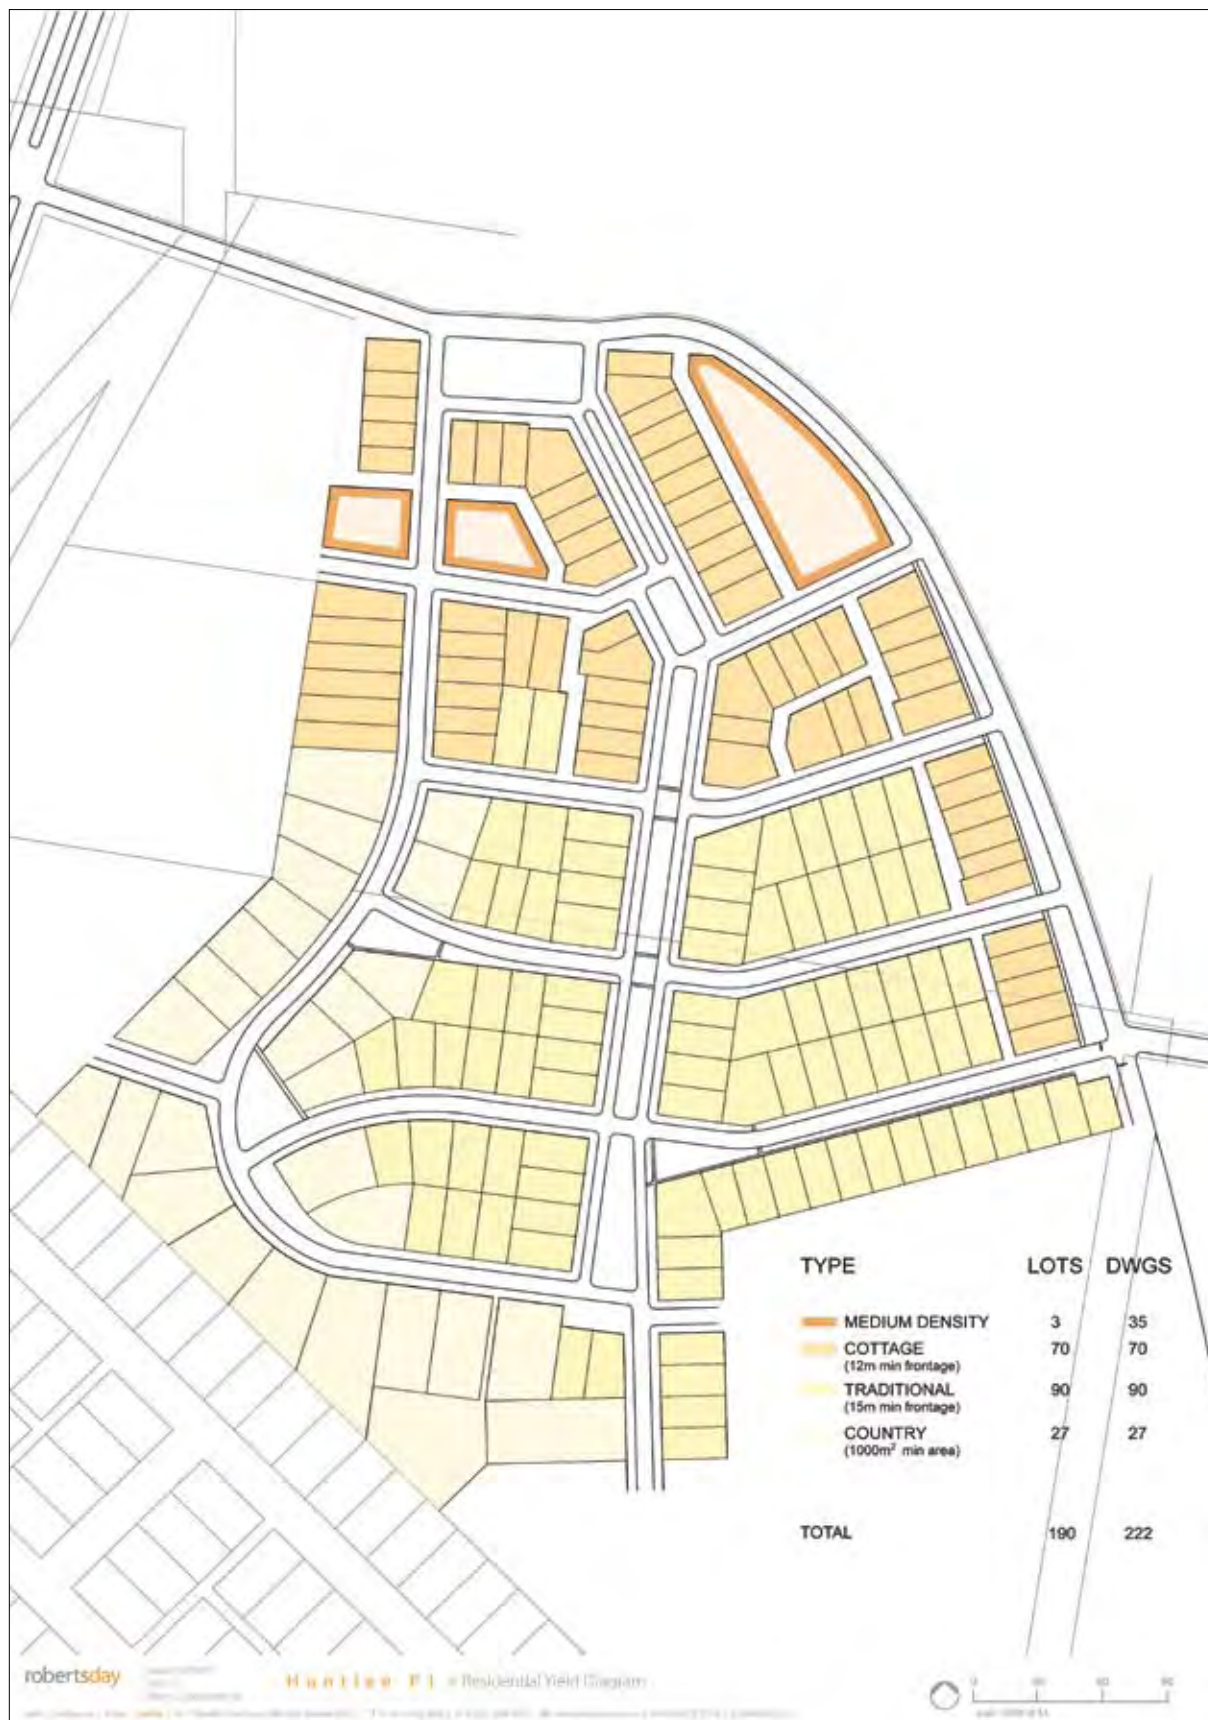 TYPE LOTS DWGS
MEDIUM DENSITY 3 35
COTTAGE 70 70
(12m min frontage)
TRADITIONAL 90 90
(15m min frontage)
COUNTRY 27 27
(1000m² min area)
TOTAL 190 222
robertsday
Huntlee P1 Residential Yield Diagram